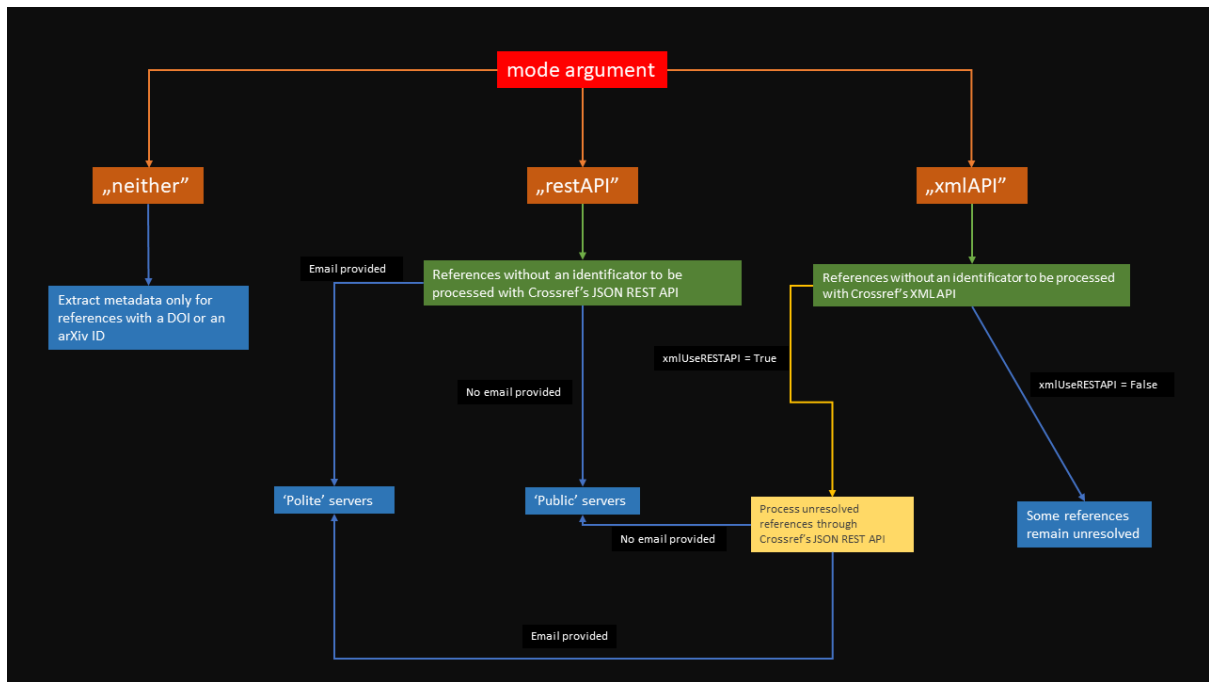 mode argument
„neither”
„restAPI”
„xmlAPI”
Email provided
References without an identificator to be
processed with Crossref's JSON REST API
References without an identificator to be processed
with Crossref's XML API
Extract metadata only for
references with a DOI or an
arXiv ID
xmlUseRESTAPI = True
xmlUseRESTAPI = False
No email provided
‘Polite’ servers
‘Public’ servers
Process unresolved
references through
Crossref's JSON REST API
Some references
remain unresolved
No email provided
Email provided